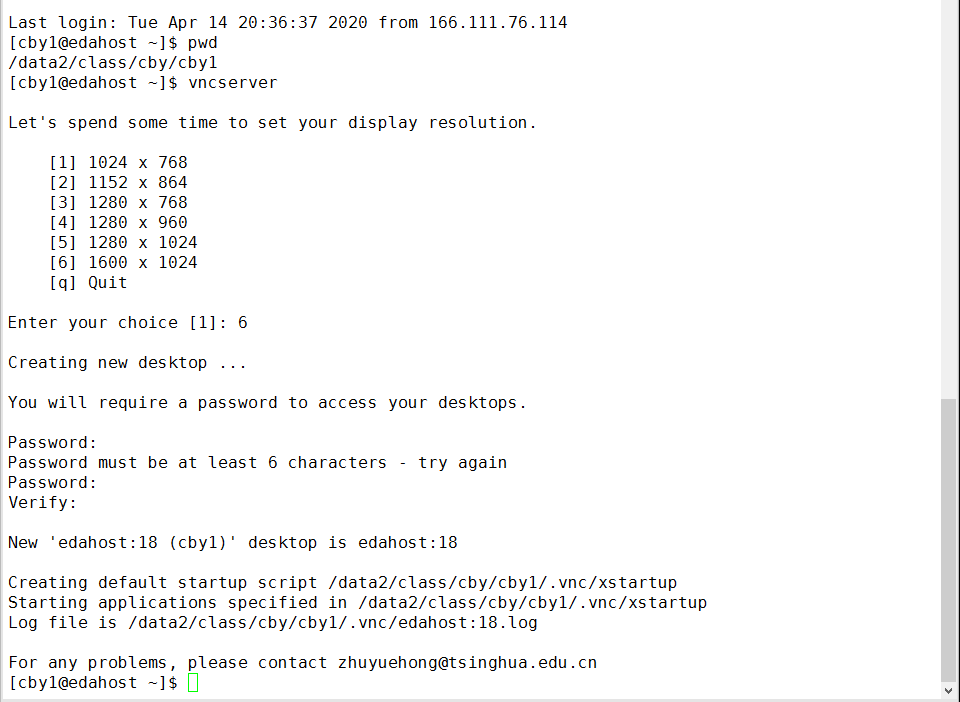 Last login: Tue Apr 14 20:36:37 2020 from 166.111.76.114
[cby1@edahost ~]$ pwd
/data2/class/cby/cby1
[cby1@edahost ~]$ vncserver
Let's spend some time to set your display resolution.
[1] 1024 x 768
[2] 1152 x 864
[3] 1280 x 768
[4] 1280 x 960
[5] 1280 x 1024
[6] 1600 x 1024
[q] Quit
Enter your choice [1]: 6
Creating new desktop ...
You will require a password to access your desktops.
Password:
Password must be at least 6 characters - try again
Password:
Verify:
New 'edahost:18 (cby1)' desktop is edahost:18
Creating default startup script /data2/class/cby/cby1/.vnc/xstartup
Starting applications specified in /data2/class/cby/cby1/.vnc/xstartup
Log file is /data2/class/cby/cby1/.vnc/edahost:18.log
For any problems, please contact zhuyuehong@tsinghua.edu.cn
[cby1@edahost ~]$